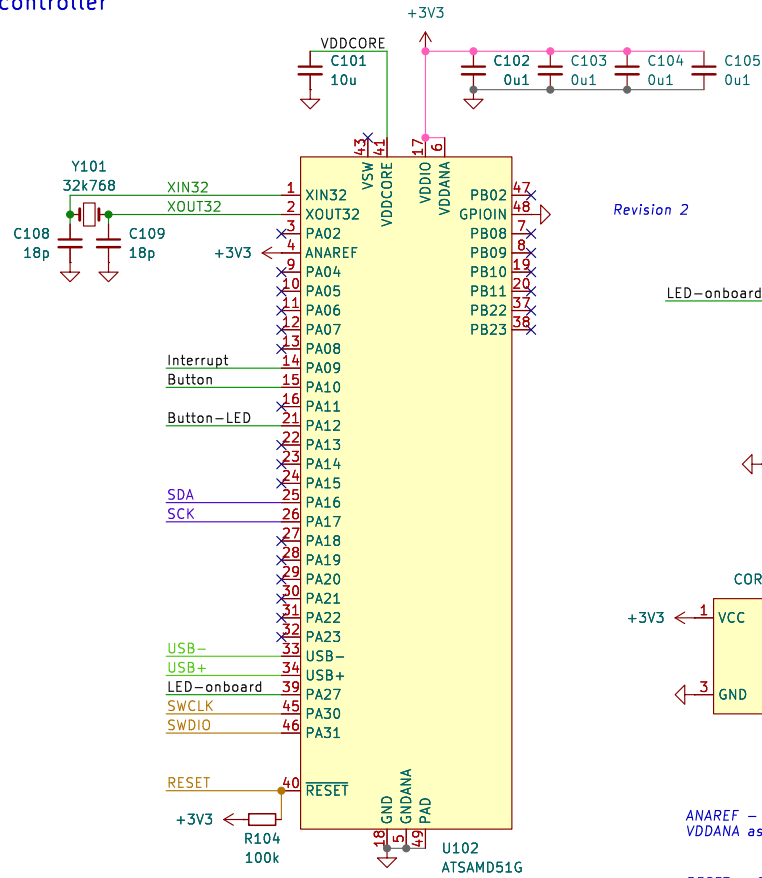 controller
+3V3
VDDCORE
C101
10u
C102
0u1
C103
0u1
C104
0u1
C105
0u1
43
41
17
6
VSW
VDDCORE
VDDIO
VDDANA
Y101
32k768
C108
18p
C109
18p
XIN32
1
XIN32
XOUT32
2
XOUT32
3
PA02
+3V3
4
ANAREF
9
PA04
10
PA05
11
PA06
12
PA07
13
PA08
Interrupt
14
PA09
Button
15
PA10
16
PA11
Button-LED
21
PA12
22
PA13
23
PA14
24
PA15
SDA
25
PA16
SCK
26
PA17
27
PA18
28
PA19
29
PA20
30
PA21
31
PA22
32
PA23
USB-
33
USB-
USB+
34
USB+
LED-onboard
39
PA27
SWCLK
45
PA30
SWDIO
46
PA31
RESET
40
RESET
+3V3
R104
100k
PB02
47
GPIOIN
48
PB08
7
PB09
8
PB10
19
PB11
20
PB22
37
PB23
38
GND
GNDANA
PAD
18
5
49
U102
ATSAMD51G
Revision 2
LED-onboard
COR
+3V3
1
VCC
3
GND
ANAREF -
VDDANA as